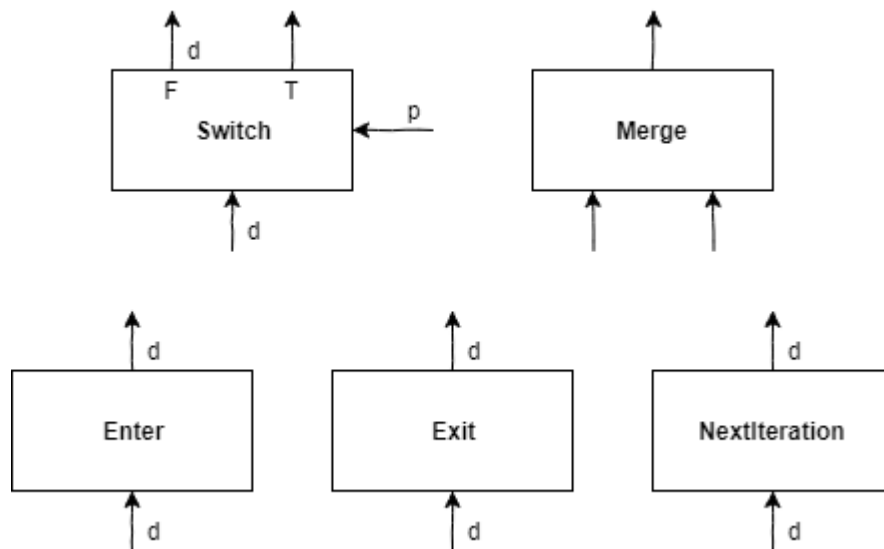 d
F T
p
Switch
Merge
d
d d d
Enter Exit NextIteration
d d d